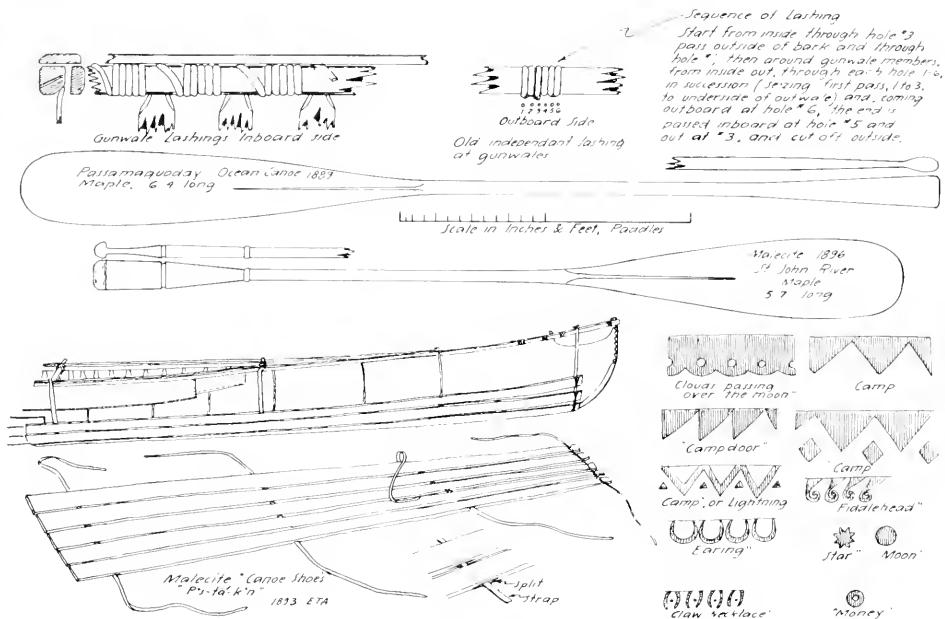 Sequence of Lashing
Start from inside through hole #3
pass outside of bark and through
hole #1, then around gunwale members,
from inside out, through each hole 1-6,
in succession (seizing first pass, 1 to 3,
to underside of outwale) and, coming
outboard at hole #6, the end is
passed inboard at hole #5 and
out at #3, and cut off outside.
Gunwale Lashings Inboard side
1 2 3 4 5 6
Outboard Side
Old independant lashing
at gunwales
Passamaquoddy Ocean Canoe 1889
Maple. 6 4 long
Scale in Inches & Feet, Paddles
Malecite 1896
St John River
Maple
5 7 long
Clouds passing
over the moon"
Camp
"Camp door"
Camp
Camp", or Lightning
Fiddlehead"
Earing"
Star"
Moon"
Malecite "Canoe Shoes"
"P's-tá-k'n"
1893 ETA
split
strap
"Claw Necklace"
"Money"